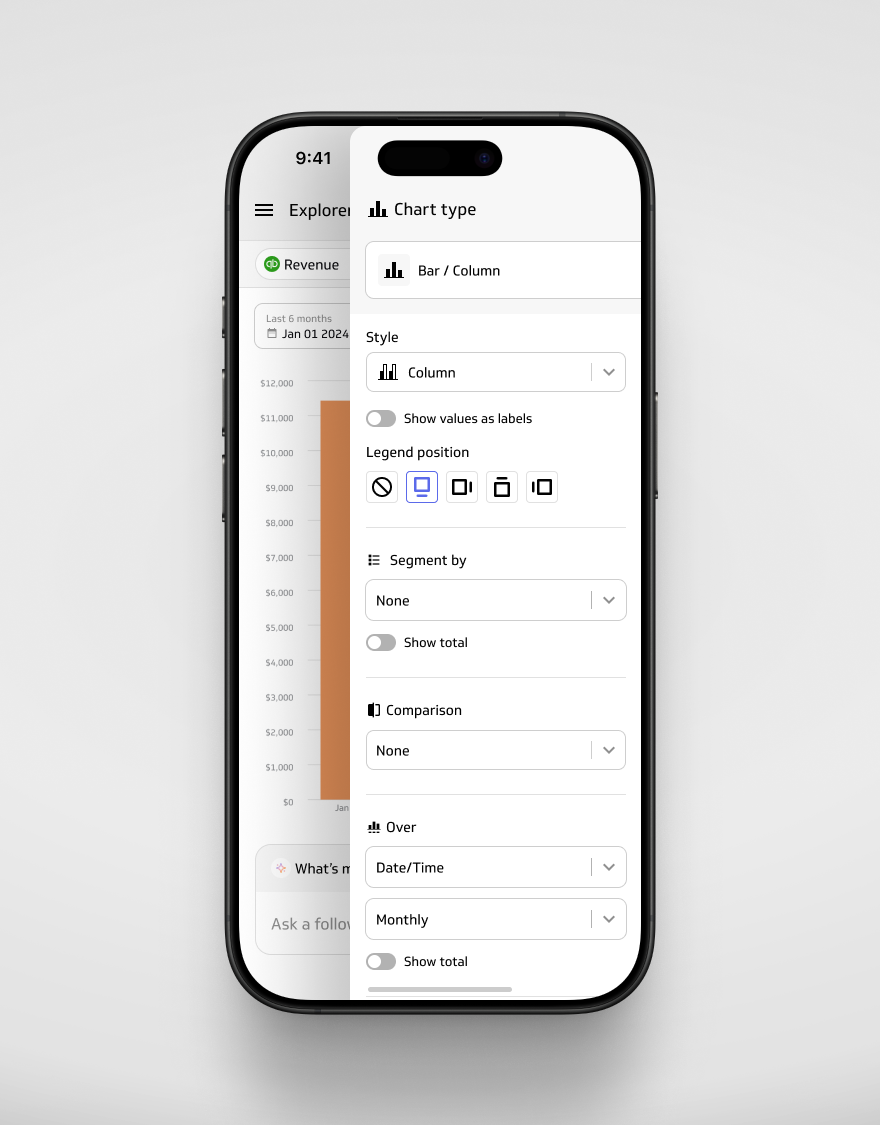 9:41
Explorer
Revenue
Last 6 months
Jan 01 2024
$12,000
$11,000
$10,000
$9,000
$8,000
$7,000
$6,000
$5,000
$4,000
$3,000
$2,000
$1,000
$0
Jan
What's m
Ask a follow
Chart type
Bar / Column
Style
Column
Show values as labels
Legend position
Segment by
None
Show total
Comparison
None
Over
Date/Time
Monthly
Show total